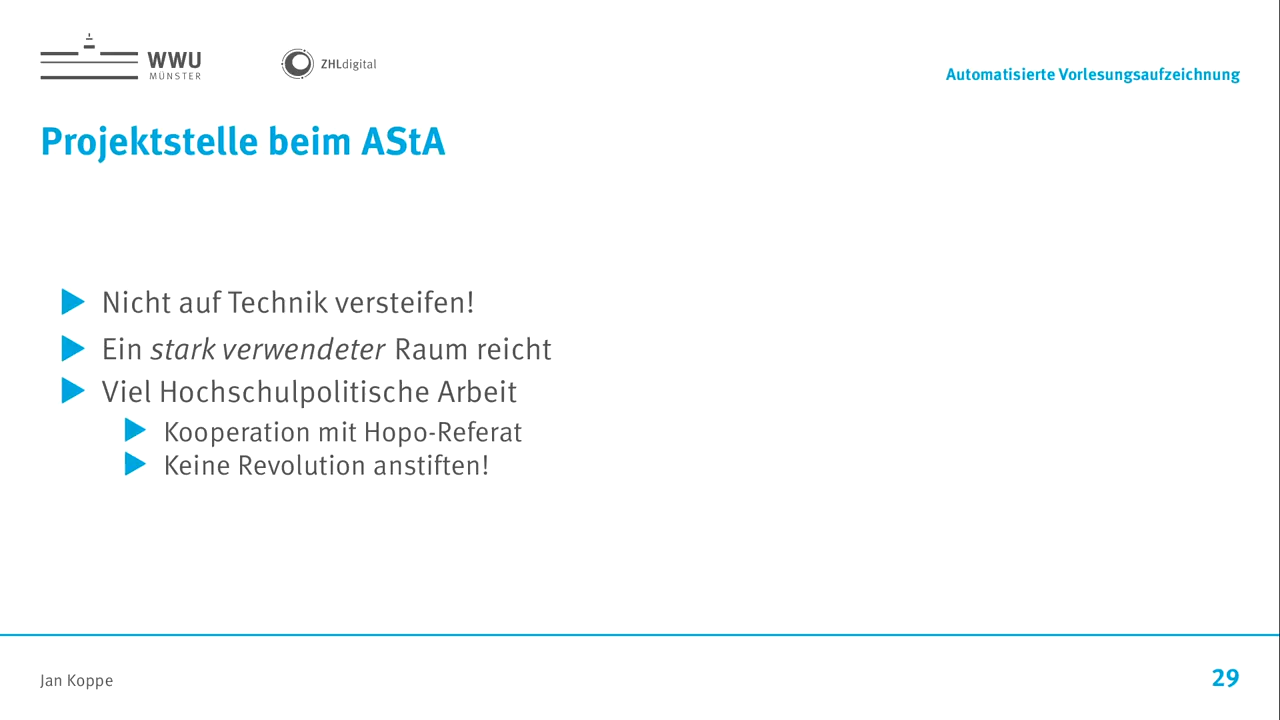 WWU
MÜNSTER
ZHLdigital
Automatisierte Vorlesungsaufzeichnung
Projektstelle beim AStA
Nicht auf Technik versteifen!
Ein stark verwendeter Raum reicht
Viel Hochschulpolitische Arbeit
Kooperation mit Hopo-Referat
Keine Revolution anstiften!
Jan Koppe
29